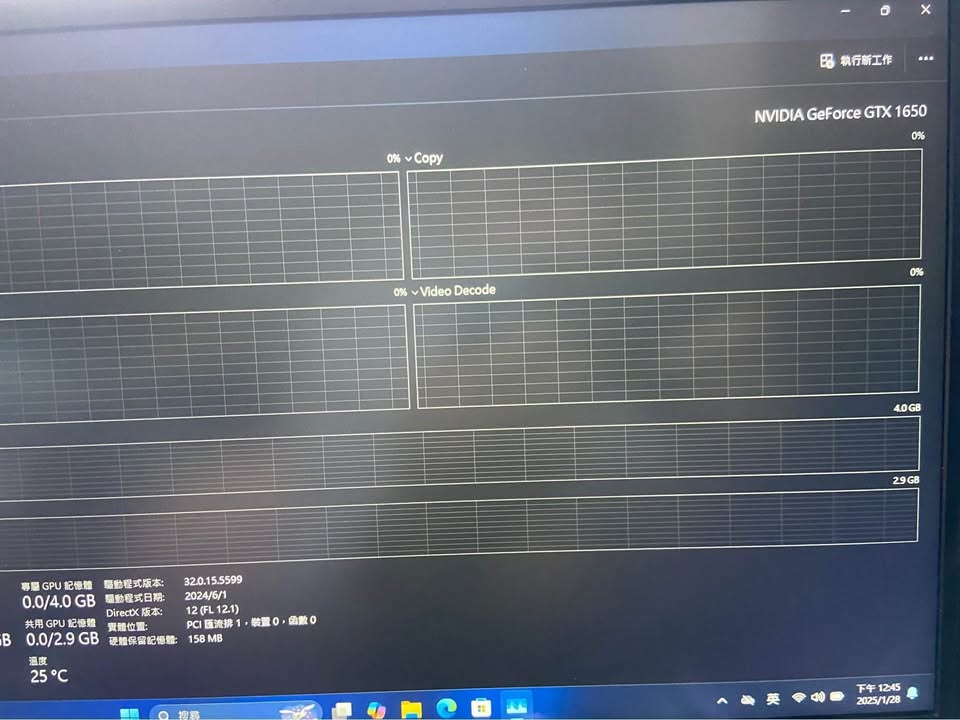 執行新工作
NVIDIA GeForce GTX 1650
0%
0% Copy
0%
0% Video Decode
4.0 GB
2.9 GB
專屬 GPU 記憶體 驅動程式版本: 32.0.15.5599
0.0/4.0 GB 驅動程式日期: 2024/6/1
DirectX 版本: 12 (FL 12.1)
共用 GPU 記憶體 實體位置: PCI 匯流排 1，裝置 0，函數 0
GB 0.0/2.9 GB 硬體保留記憶體: 158 MB
溫度
25 °C
搜尋
英
下午 12:45
2025/1/28